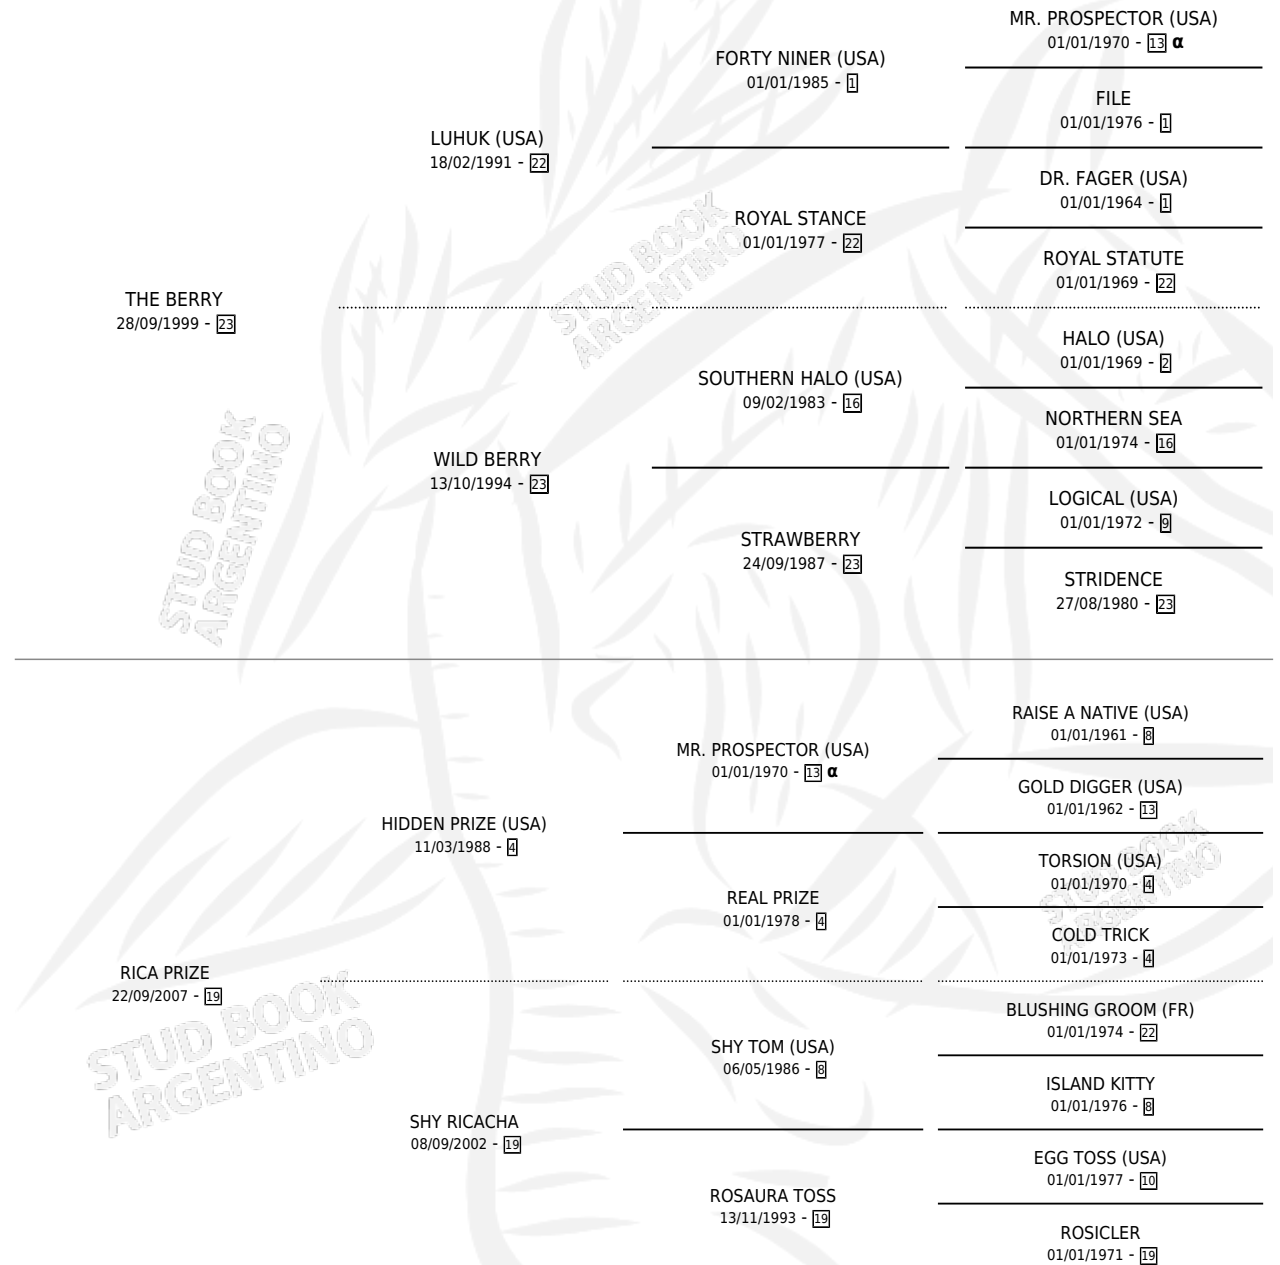 MR. PROSPECTOR (USA)
01/01/1970 - 13 α
FORTY NINER (USA)
01/01/1985 - 1
FILE
01/01/1976 - 1
LUHUK (USA)
18/02/1991 - 22
DR. FAGER (USA)
01/01/1964 - 1
ROYAL STANCE
01/01/1977 - 22
ROYAL STATUTE
01/01/1969 - 22
THE BERRY
28/09/1999 - 23
STUD BOOK
ARGENTINO
HALO (USA)
01/01/1969 - 2
SOUTHERN HALO (USA)
09/02/1983 - 16
NORTHERN SEA
01/01/1974 - 16
WILD BERRY
13/10/1994 - 23
LOGICAL (USA)
01/01/1972 - 9
STRAWBERRY
24/09/1987 - 23
STRIDENCE
27/08/1980 - 23
STUD BOOK
ARGENTINO
RAISE A NATIVE (USA)
01/01/1961 - 8
MR. PROSPECTOR (USA)
01/01/1970 - 13 α
GOLD DIGGER (USA)
01/01/1962 - 13
HIDDEN PRIZE (USA)
11/03/1988 - 4
TORSION (USA)
01/01/1970 - 4
REAL PRIZE
01/01/1978 - 4
COLD TRICK
01/01/1973 - 4
STUD BOOK
ARGENTINO
RICA PRIZE
22/09/2007 - 19
STUD BOOK
ARGENTINO
BLUSHING GROOM (FR)
01/01/1974 - 22
SHY TOM (USA)
06/05/1986 - 8
ISLAND KITTY
01/01/1976 - 8
SHY RICACHA
08/09/2002 - 19
EGG TOSS (USA)
01/01/1977 - 10
ROSAURA TOSS
13/11/1993 - 19
ROSICLER
01/01/1971 - 19